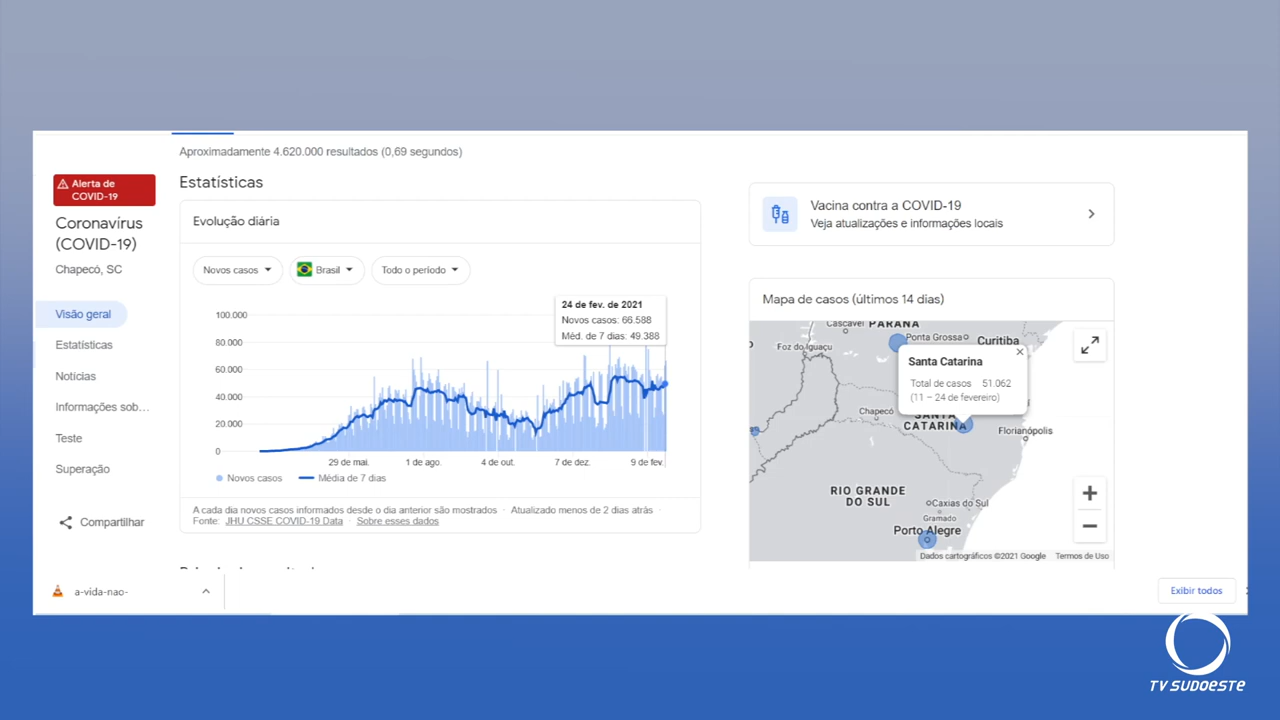 Aproximadamente 4.620.000 resultados (0,69 segundos)
Alerta de
COVID-19
Coronavírus
(COVID-19)
Chapecó, SC
Visão geral
Estatísticas
Notícias
Informações sob…
Teste
Superação
Compartilhar
Estatísticas
Evolução diária
Novos casos
Brasil
Todo o período
24 de fev. de 2021
Novos casos: 66.588
Méd. de 7 dias: 49.388
100.000
80.000
60.000
40.000
20.000
0
29 de mai.
1 de ago.
4 de out.
7 de dez.
9 de fev.
Novos casos
Média de 7 dias
A cada dia novos casos informados desde o dia anterior são mostrados · Atualizado menos de 2 dias atrás ·
Fonte: JHU CSSE COVID-19 Data · Sobre esses dados
Vacina contra a COVID-19
Veja atualizações e informações locais
Mapa de casos (últimos 14 dias)
Cascavel
PARANÁ
Ponta Grossa
Curitiba
Foz do Iguaçu
Santa Catarina
Total de casos 51.062
(11 – 24 de fevereiro)
Chapecó
SANTA
CATARINA
Florianópolis
RIO GRANDE
DO SUL
Caxias do Sul
Gramado
Porto Alegre
Dados cartográficos ©2021 Google
Termos de Uso
a-vida-nao-
Exibir todos
TV SUDOESTE